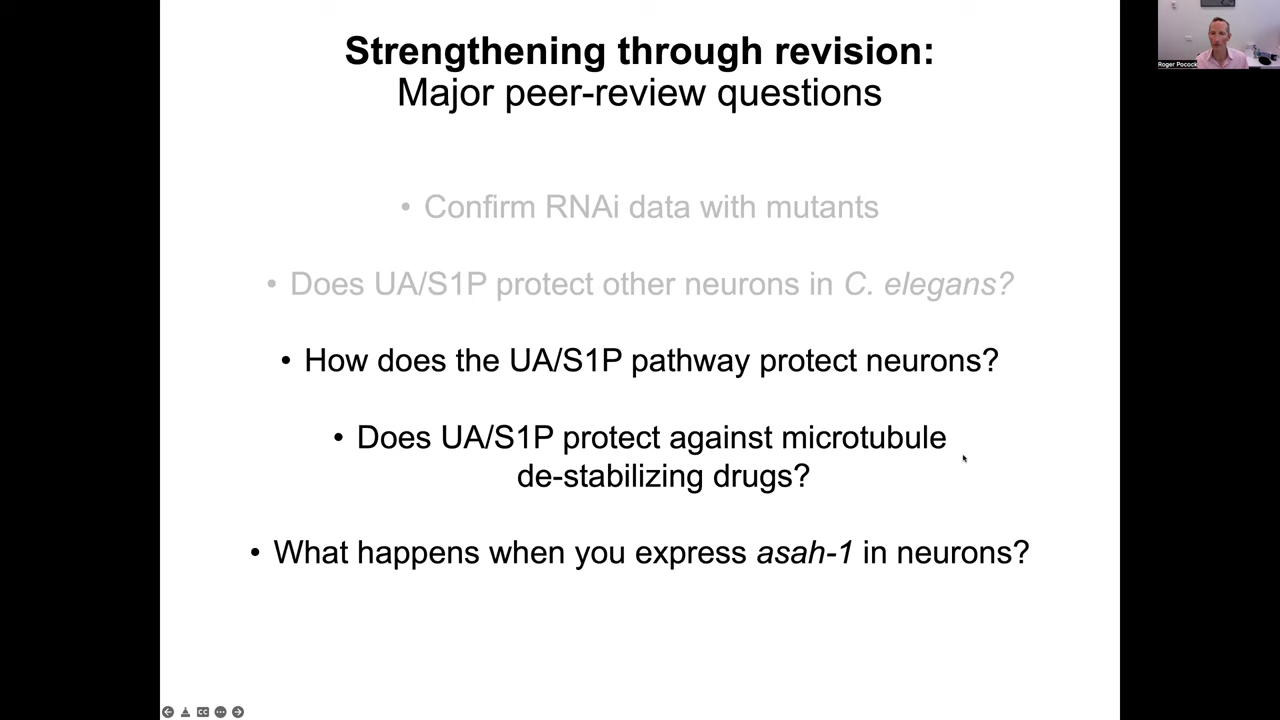 Strengthening through revision:
Major peer-review questions
• Confirm RNAi data with mutants
• Does UA/S1P protect other neurons in C. elegans?
• How does the UA/S1P pathway protect neurons?
• Does UA/S1P protect against microtubule
de-stabilizing drugs?
• What happens when you express asah-1 in neurons?
Roger Pocock
CC